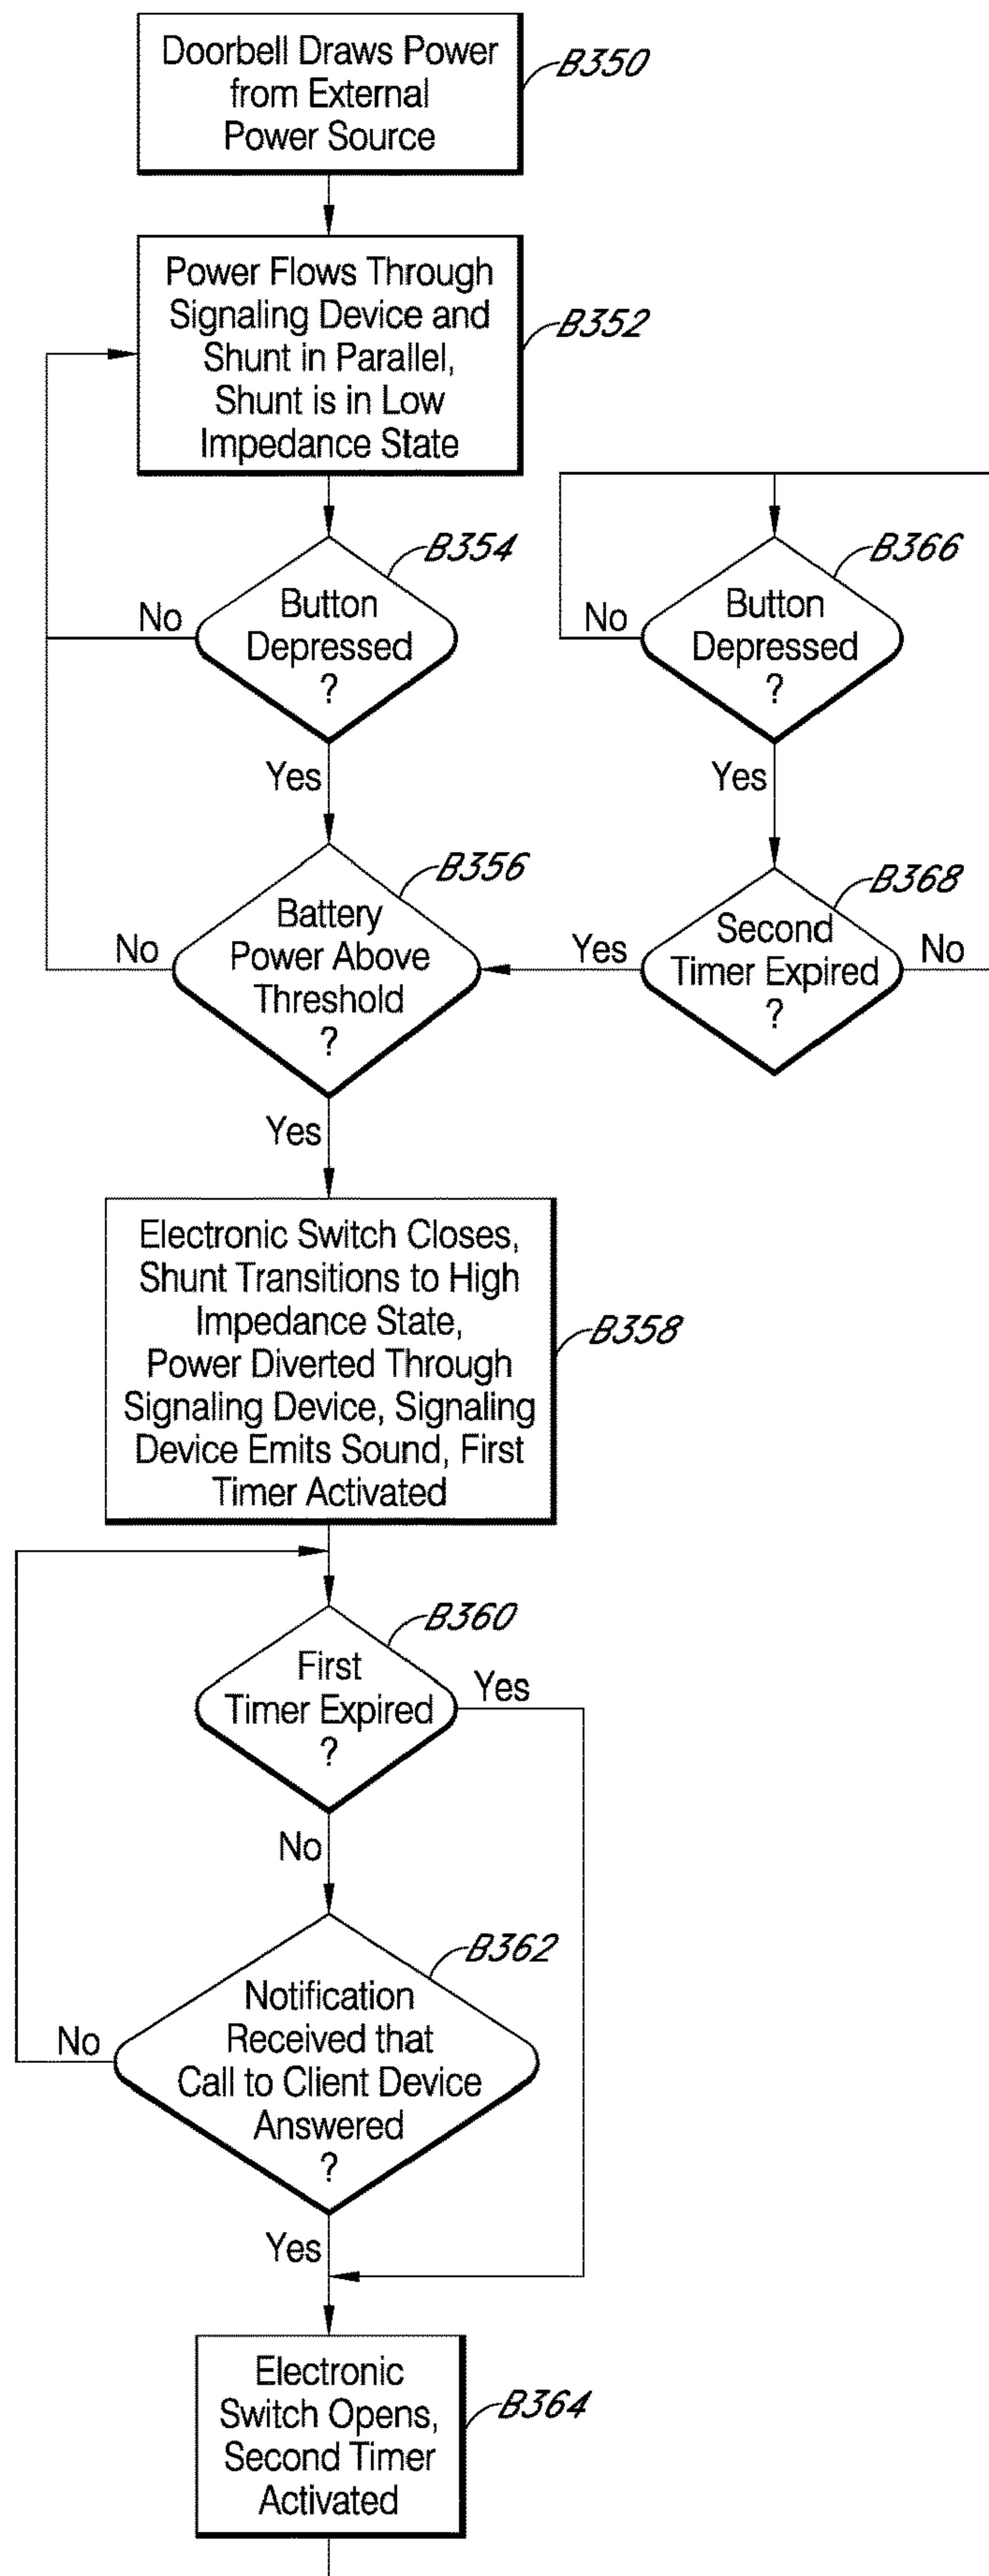 Doorbell Draws Power
from External
Power Source
B350
Power Flows Through
Signaling Device and
Shunt in Parallel,
Shunt is in Low
Impedance State
B352
B354
Button
Depressed
?
No
Yes
B366
Button
Depressed
?
No
Yes
B356
Battery
Power Above
Threshold
?
No
Yes
B368
Second
Timer Expired
?
Yes
No
Electronic Switch Closes,
Shunt Transitions to High
Impedance State,
Power Diverted Through
Signaling Device, Signaling
Device Emits Sound, First
Timer Activated
B358
B360
First
Timer Expired
?
Yes
No
B362
Notification
Received that
Call to Client Device
Answered
?
No
Yes
Electronic
Switch Opens,
Second Timer
Activated
B364